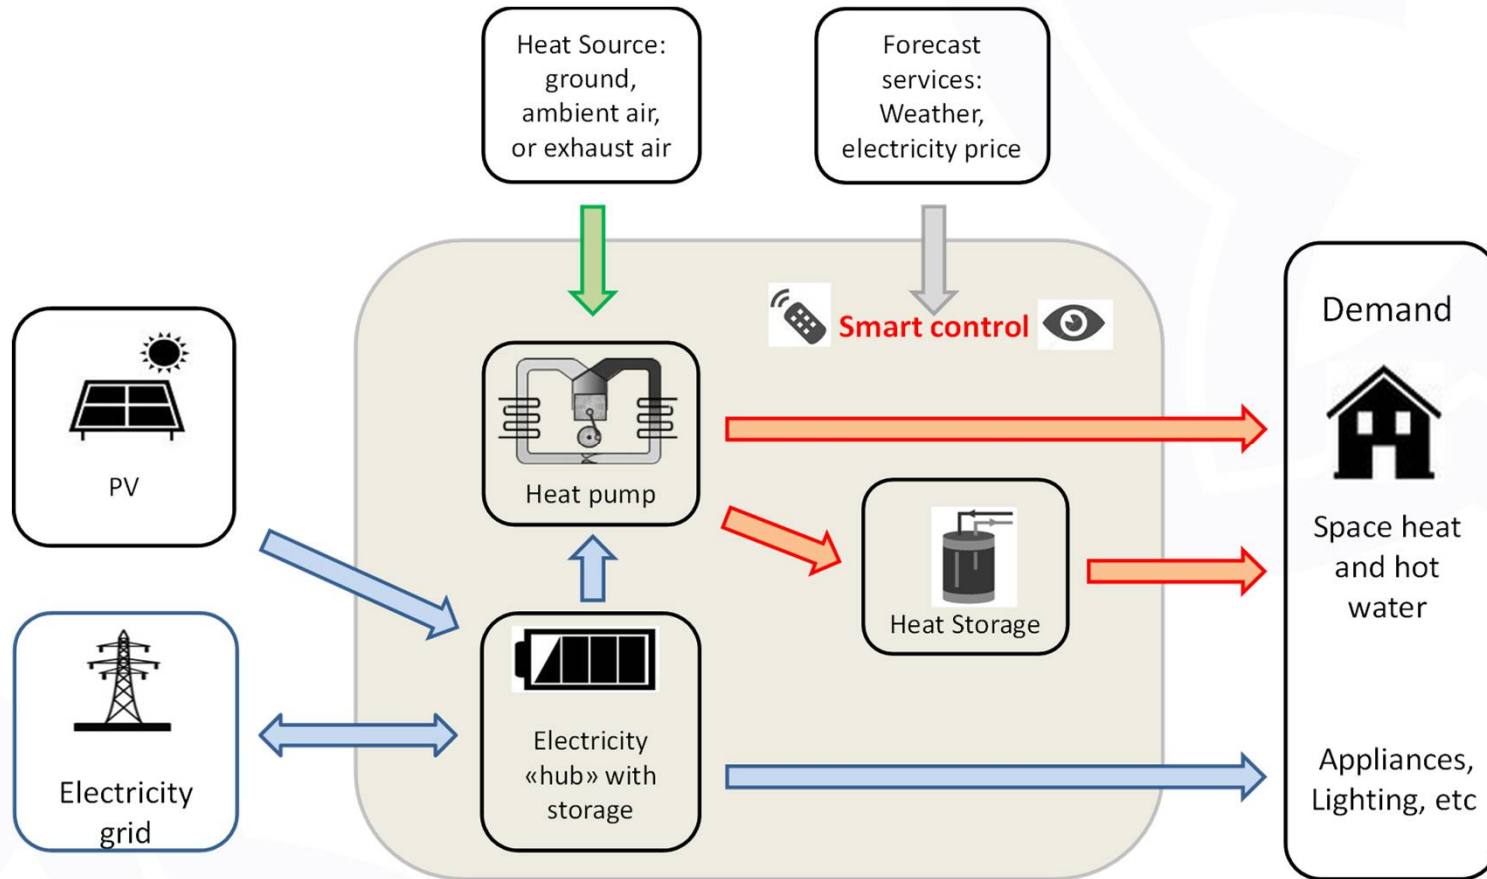 Heat Source:
ground,
ambient air,
or exhaust air
Forecast
services:
Weather,
electricity price
Smart control
PV
Heat pump
Heat Storage
Electricity
grid
Electricity
«hub» with
storage
Demand
Space heat
and hot
water
Appliances,
Lighting, etc